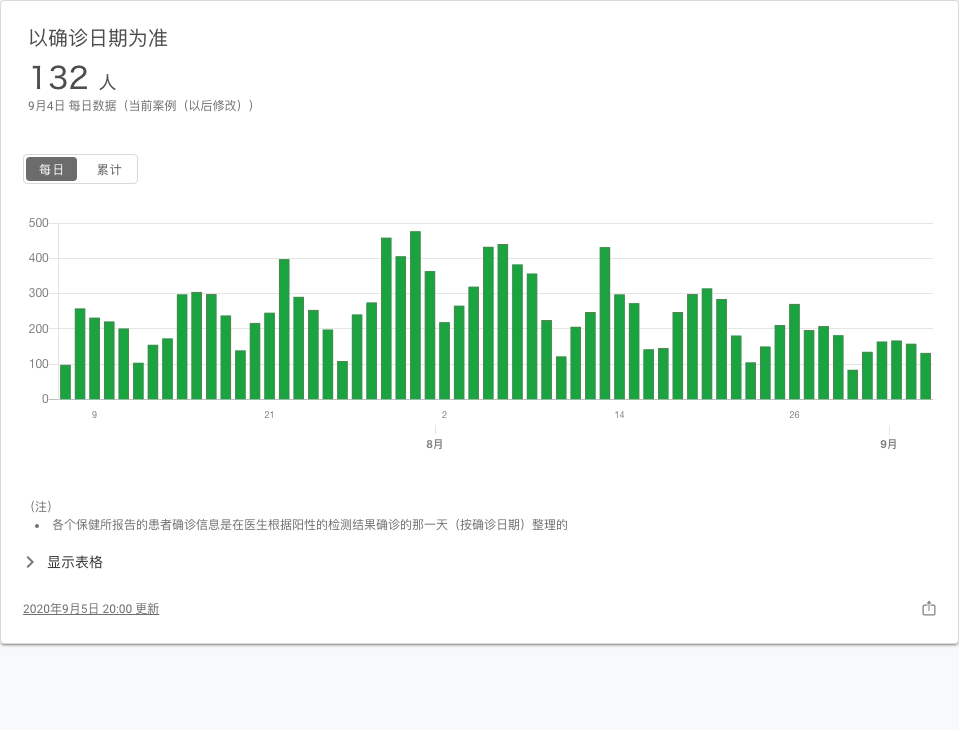 以确诊日期为准
132 人
9月4日 每日数据（当前案例（以后修改））
每日 累计
500
400
300
200
100
0
9 21 2 14 26
8月 9月
（注）
• 各个保健所报告的患者确诊信息是在医生根据阳性的检测结果确诊的那一天（按确诊日期）整理的
显示表格
2020年9月5日 20:00 更新